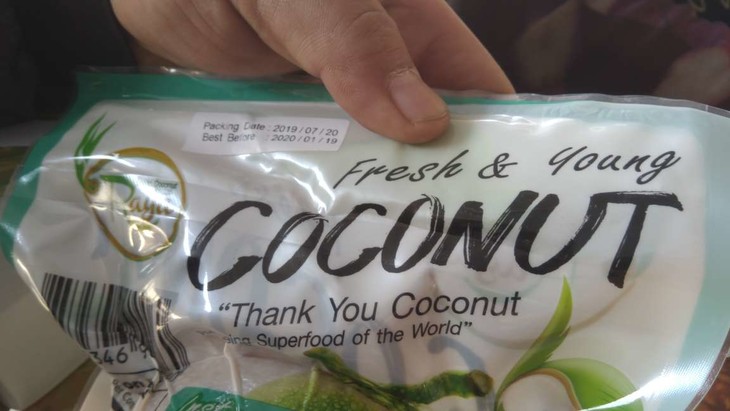 Packing Date : 2019 / 07 / 20
Best Before : 2020 / 01 / 19
Fresh & Young
COCONUT
"Thank You Coconut
Superfood of the World"
346